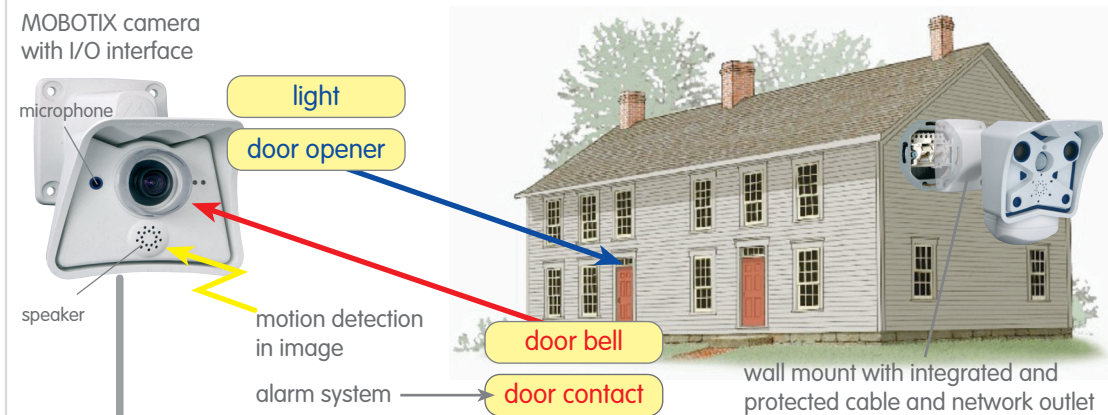 MOBOTIX camera
with I/O interface
microphone
light
door opener
speaker
motion detection
in image
door bell
alarm system
door contact
wall mount with integrated and
protected cable and network outlet